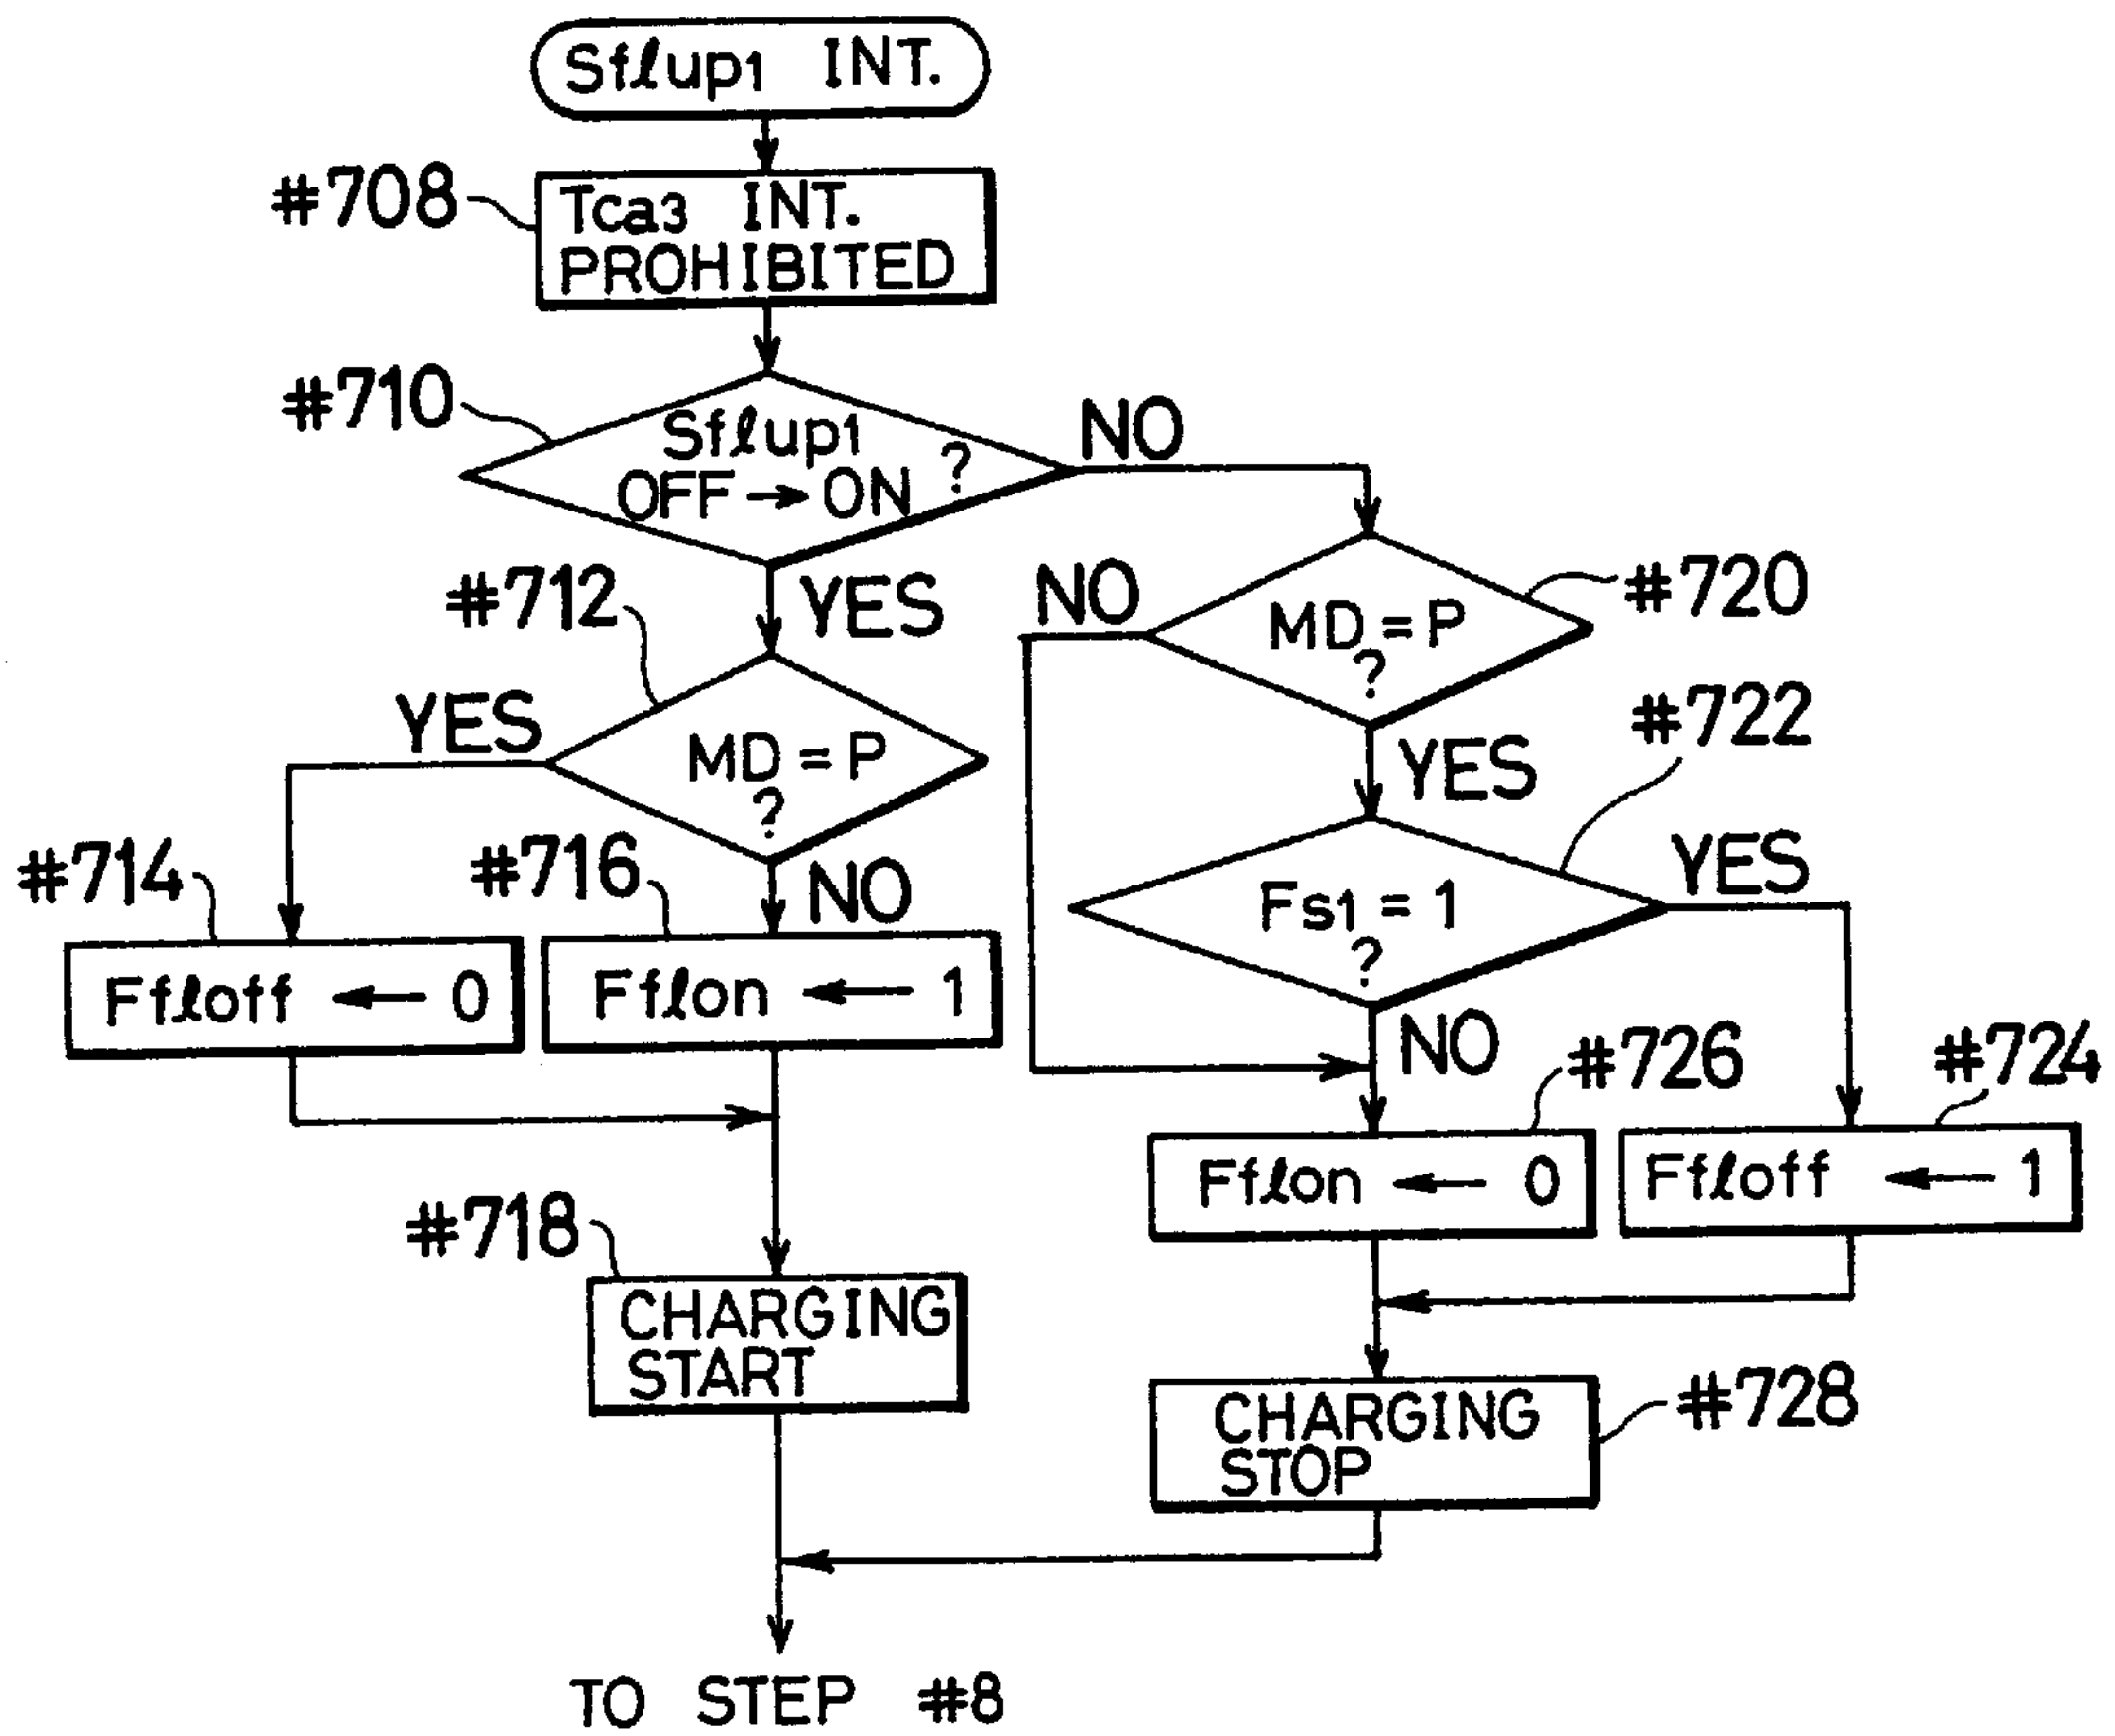 Sfℓup1 INT.
#708
Tca3 INT.
PROHIBITED
#710
Sfℓup1
OFF → ON ?
NO
YES
#712
MD = P
?
YES
NO
#720
MD = P
?
NO
YES
#722
Fs1 = 1
?
YES
NO
#714
Ffℓoff ← 0
#716
Ffℓon ← 1
#726
Ffℓon ← 0
#724
Ffℓoff ← 1
#718
CHARGING
START
#728
CHARGING
STOP
TO STEP #8